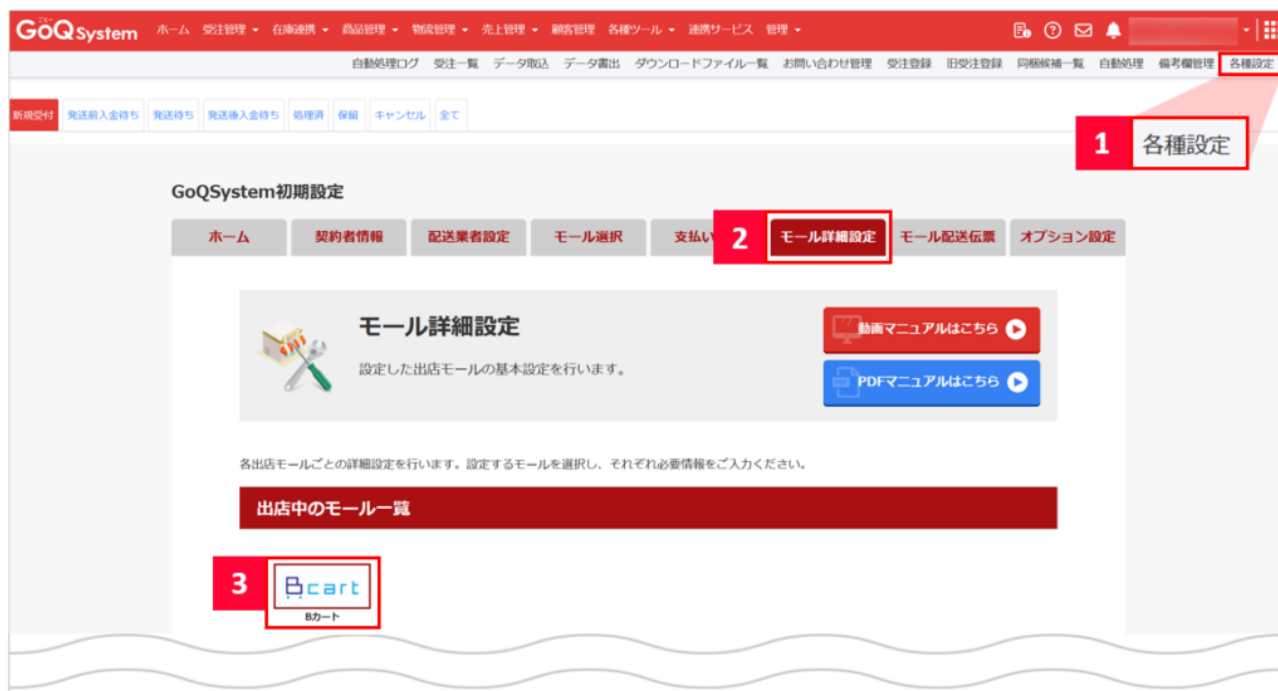 GoQSystem ホーム 受注管理 在庫連携 商品管理 物流管理 売上管理 顧客管理 各種ツール 連携サービス 管理
自動処理ログ 受注一覧 データ取込 データ書出 ダウンロードファイル一覧 お問い合わせ管理 受注登録 旧受注登録 同梱候補一覧 自動処理 備考欄管理 各種設定
新規受付 発送前入金待ち 発送待ち 発送後入金待ち 処理済 保留 キャンセル 全て
1 各種設定
GoQSystem初期設定
ホーム 契約者情報 配送業者設定 モール選択 支払い 2 モール詳細設定 モール配送伝票 オプション設定
モール詳細設定
動画マニュアルはこちら
設定した出店モールの基本設定を行います。
PDFマニュアルはこちら
各出店モールごとの詳細設定を行います。設定するモールを選択し、それぞれ必要情報をご入力ください。
出店中のモール一覧
3 Bcart
Bカート